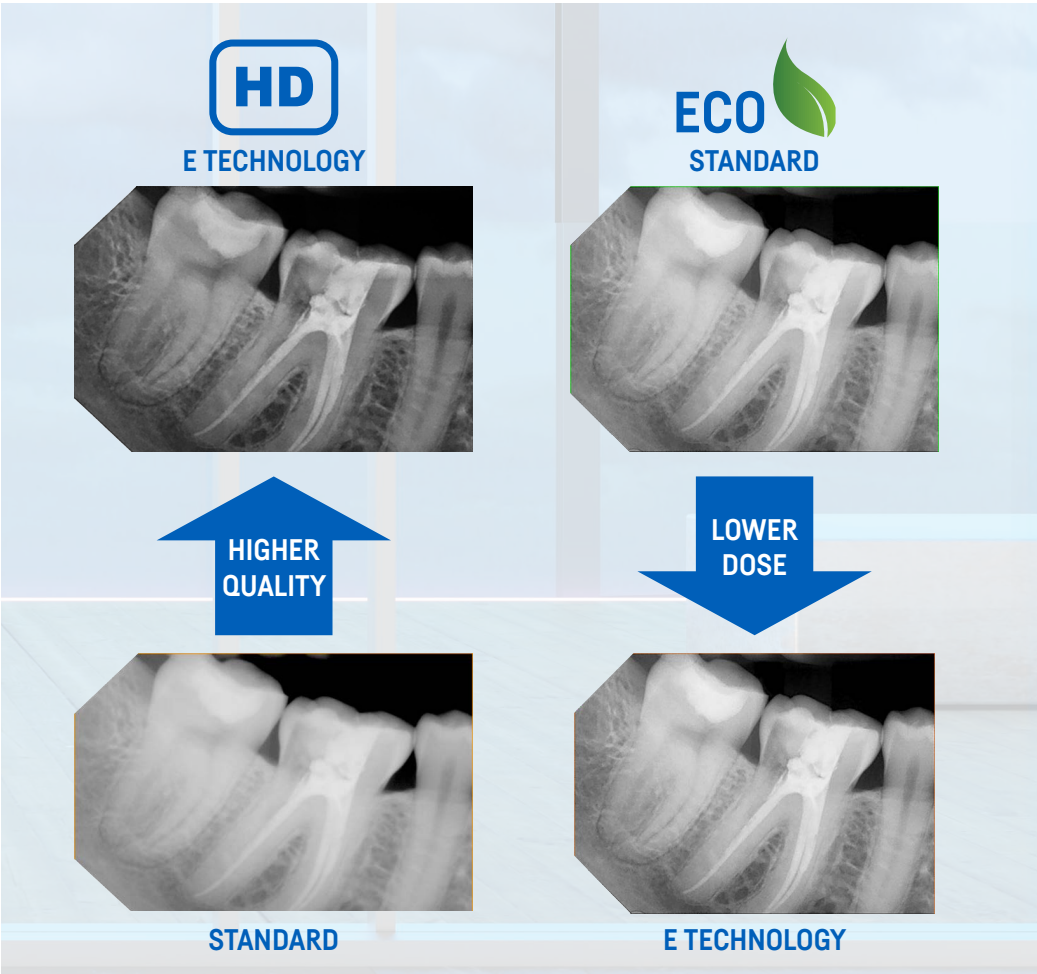 HD
E TECHNOLOGY
ECO
STANDARD
HIGHER
QUALITY
LOWER
DOSE
STANDARD
E TECHNOLOGY